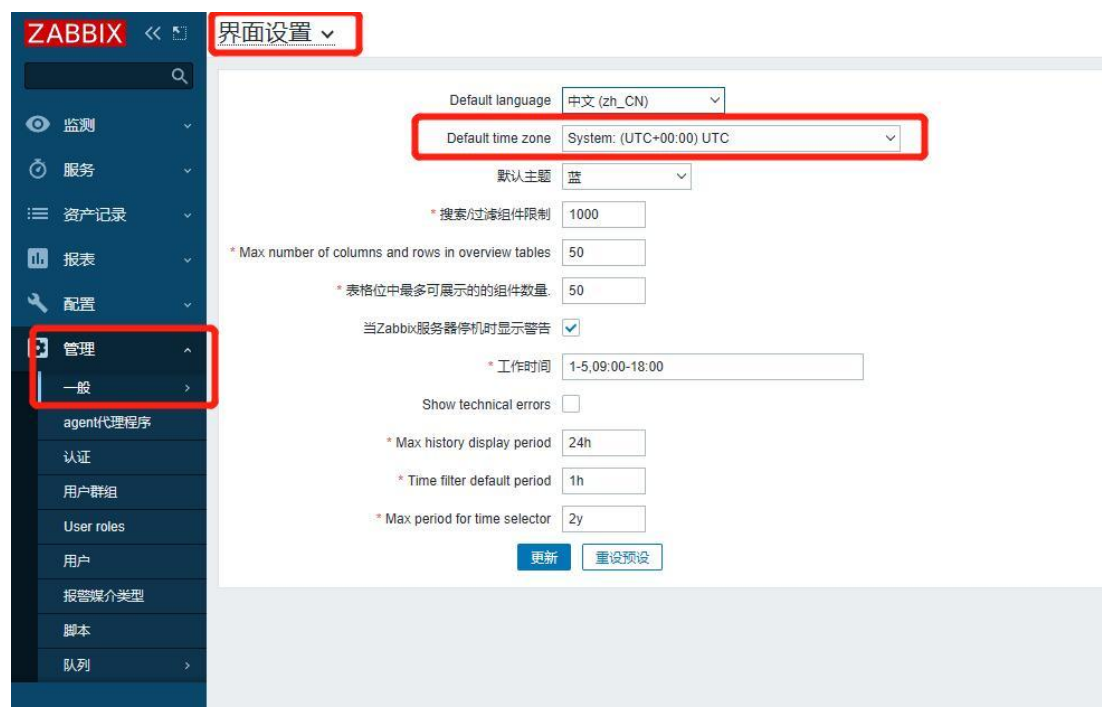 ZABBIX
界面设置
监测
服务
资产记录
报表
配置
管理
一般
agent代理程序
认证
用户群组
User roles
用户
报警媒介类型
脚本
队列
Default language 中文 (zh_CN)
Default time zone System: (UTC+00:00) UTC
默认主题 蓝
* 搜索/过滤组件限制 1000
* Max number of columns and rows in overview tables 50
* 表格位中最多可展示的的组件数量. 50
当Zabbix服务器停机时显示警告
* 工作时间 1-5,09:00-18:00
Show technical errors
* Max history display period 24h
* Time filter default period 1h
* Max period for time selector 2y
更新 重设预设